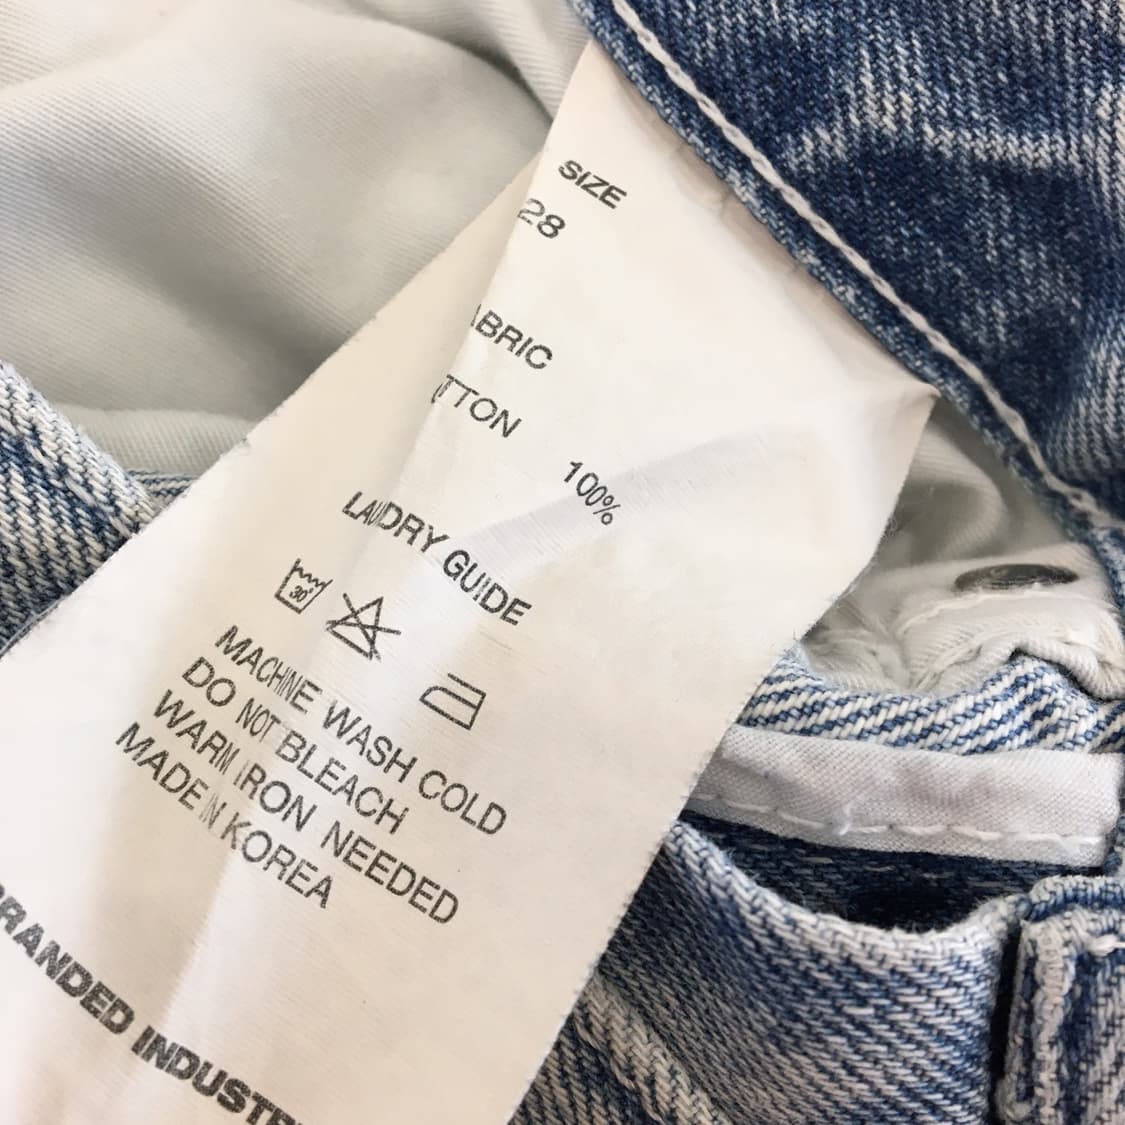 SIZE
28
ABRIC
TTON 100%
LAUDRY GUIDE
30°
MACHINE WASH COLD
DO NOT BLEACH
WARM IRON NEEDED
MADE IN KOREA
BRANDED INDUSTR